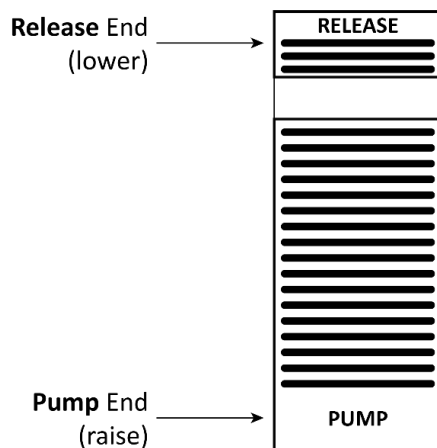 Release End
(lower)
RELEASE
Pump End
(raise)
PUMP